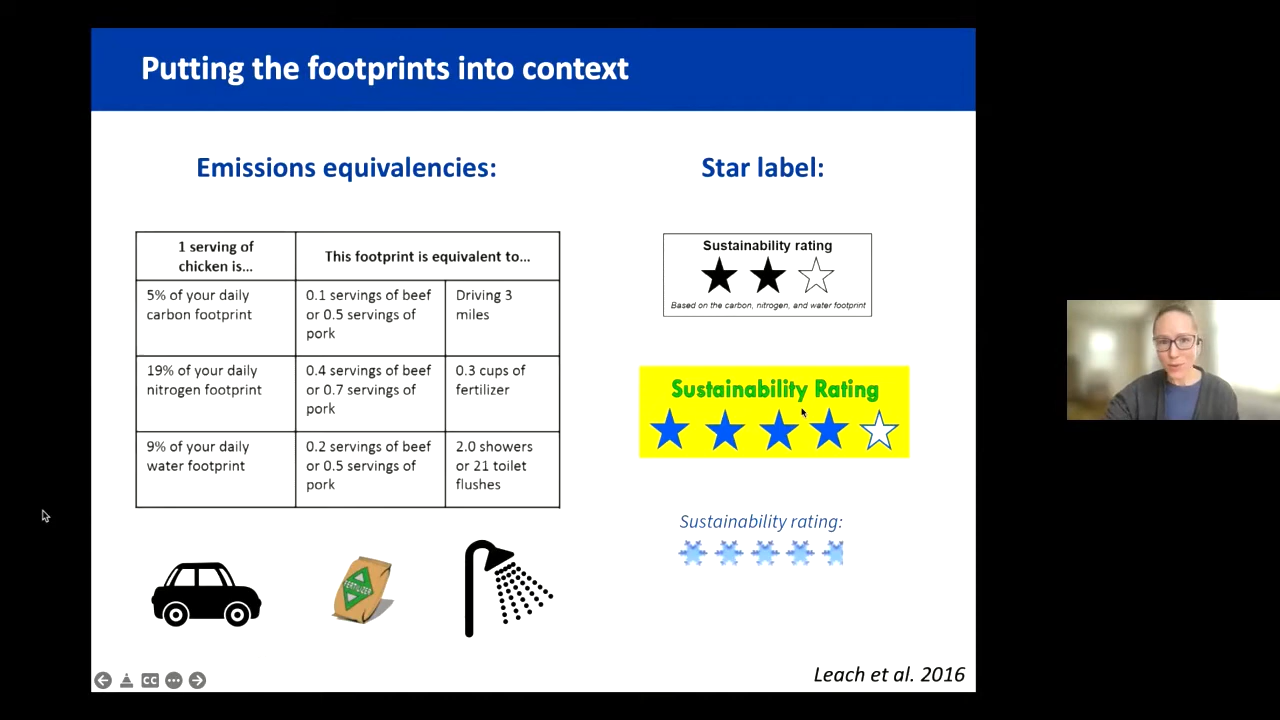 Putting the footprints into context
Emissions equivalencies:
1 serving of
chicken is...
This footprint is equivalent to...
5% of your daily
carbon footprint
0.1 servings of beef
or 0.5 servings of
pork
Driving 3
miles
19% of your daily
nitrogen footprint
0.4 servings of beef
or 0.7 servings of
pork
0.3 cups of
fertilizer
9% of your daily
water footprint
0.2 servings of beef
or 0.5 servings of
pork
2.0 showers
or 21 toilet
flushes
FERTILIZER
Star label:
Sustainability rating
Based on the carbon, nitrogen, and water footprint
Sustainability Rating
Sustainability rating:
Leach et al. 2016
CC